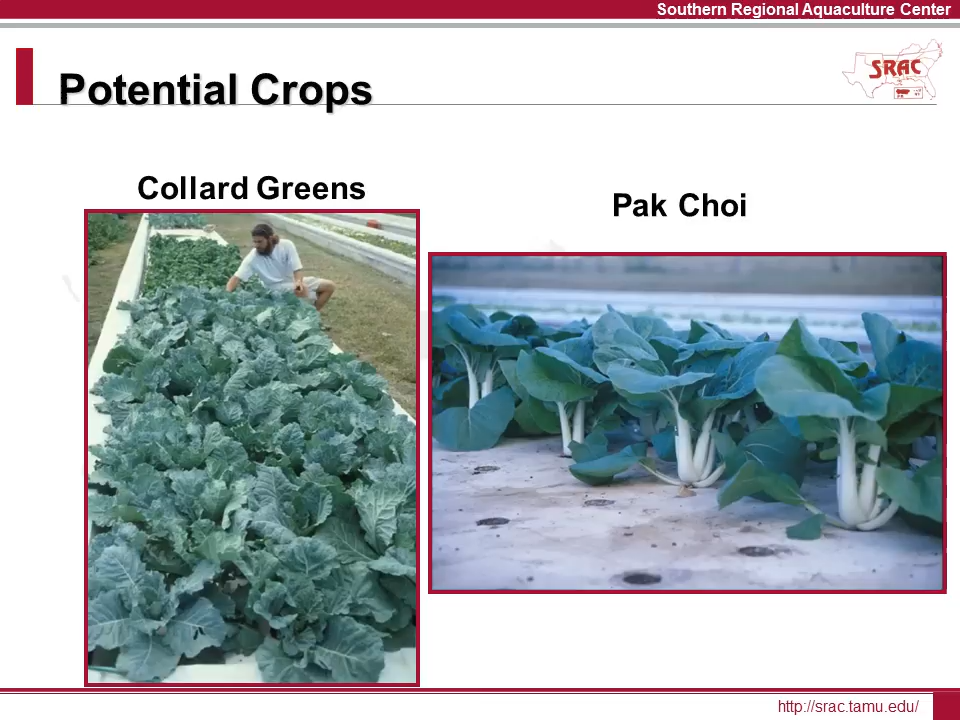 Southern Regional Aquaculture Center
SRAC
Potential Crops
Collard Greens
Pak Choi
http://srac.tamu.edu/